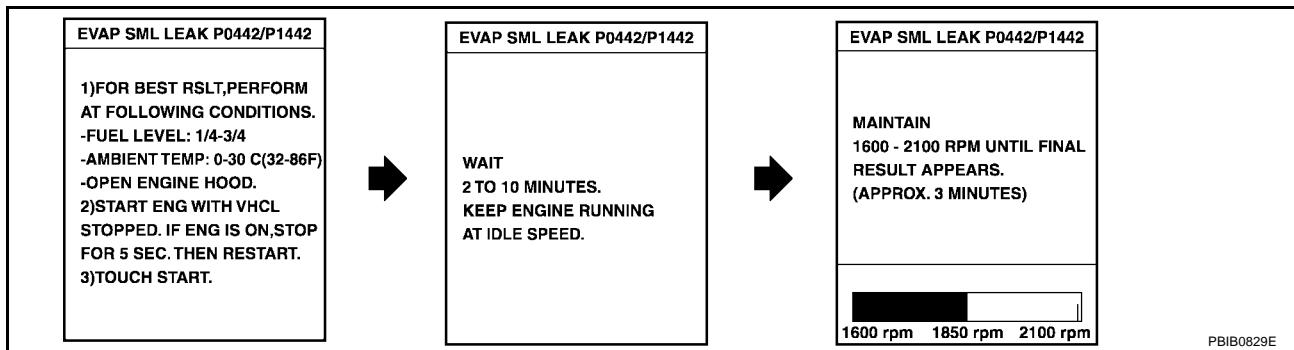 EVAP SML LEAK P0442/P1442
1)FOR BEST RSLT,PERFORM
AT FOLLOWING CONDITIONS.
-FUEL LEVEL: 1/4-3/4
-AMBIENT TEMP: 0-30 C(32-86F)
-OPEN ENGINE HOOD.
2)START ENG WITH VHCL
STOPPED. IF ENG IS ON,STOP
FOR 5 SEC. THEN RESTART.
3)TOUCH START.
EVAP SML LEAK P0442/P1442
WAIT
2 TO 10 MINUTES.
KEEP ENGINE RUNNING
AT IDLE SPEED.
EVAP SML LEAK P0442/P1442
MAINTAIN
1600 - 2100 RPM UNTIL FINAL
RESULT APPEARS.
(APPROX. 3 MINUTES)
1600 rpm 1850 rpm 2100 rpm
PBIB0829E